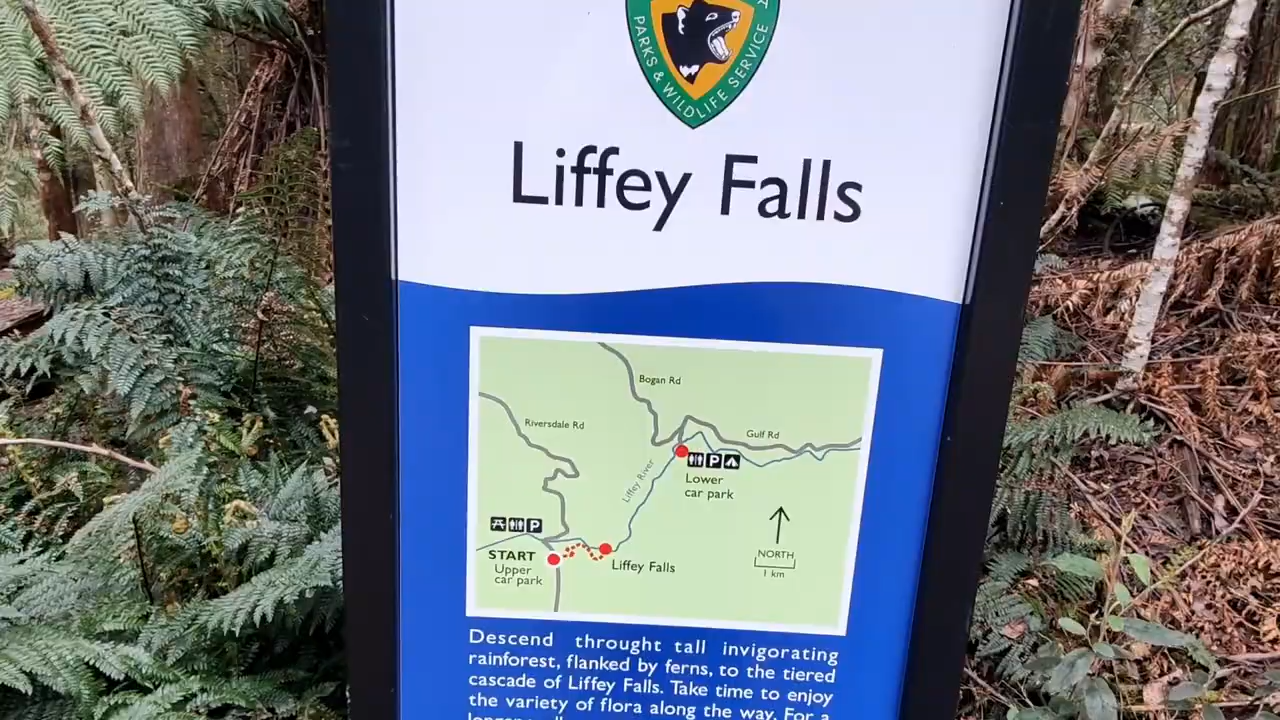 PARKS & WILDLIFE SERVICE
Liffey Falls
Bogan Rd
Riversdale Rd
Gulf Rd
P
Liffey River
Lower
car park
P
START
Upper
car park
Liffey Falls
NORTH
1 km
Descend throught tall invigorating
rainforest, flanked by ferns, to the tiered
cascade of Liffey Falls. Take time to enjoy
the variety of flora along the way. For a